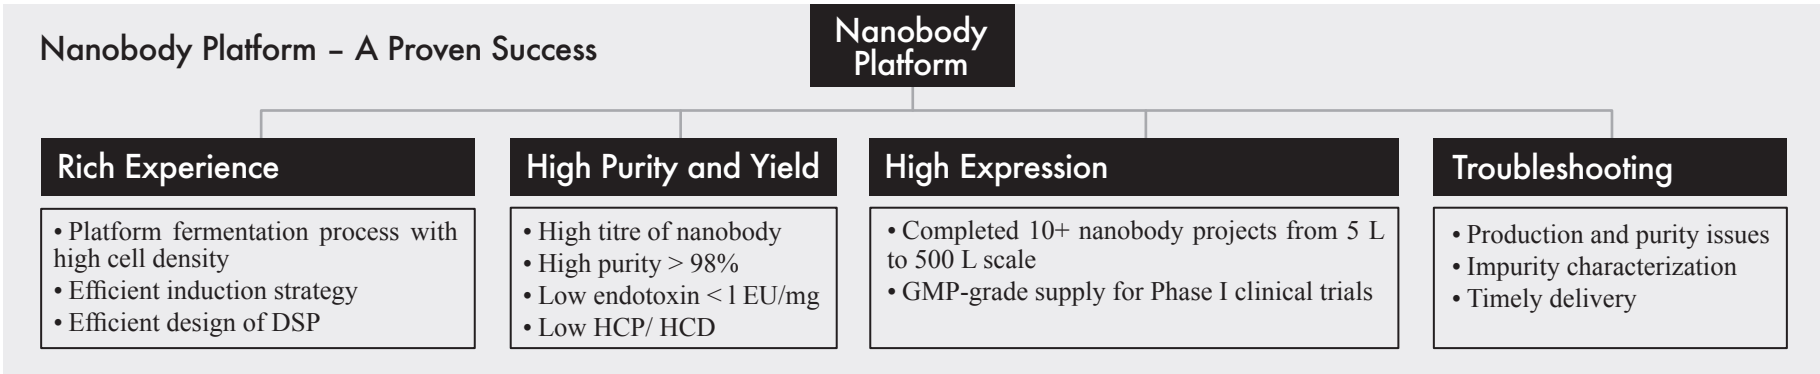 Nanobody Platform – A Proven Success
Nanobody
Platform
Rich Experience
• Platform fermentation process with
high cell density
• Efficient induction strategy
• Efficient design of DSP
High Purity and Yield
• High titre of nanobody
• High purity > 98%
• Low endotoxin < l EU/mg
• Low HCP/ HCD
High Expression
• Completed 10+ nanobody projects from 5 L
to 500 L scale
• GMP-grade supply for Phase I clinical trials
Troubleshooting
• Production and purity issues
• Impurity characterization
• Timely delivery